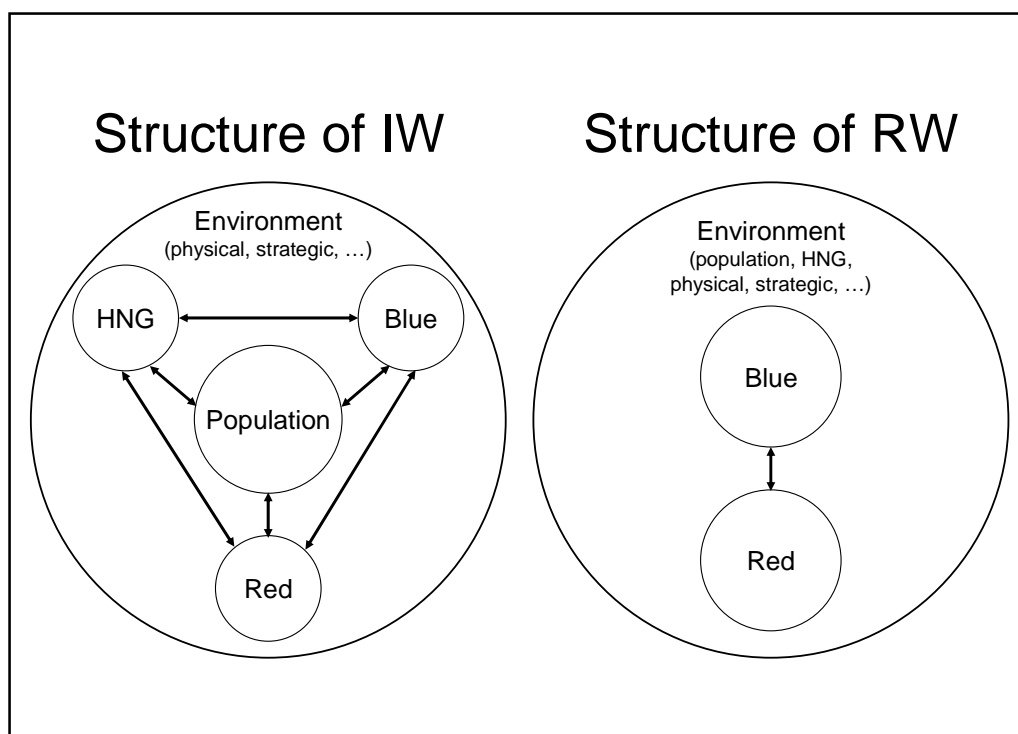 Structure of IW
Environment
(physical, strategic, …)
HNG
Blue
Population
Red
Structure of RW
Environment
(population, HNG,
physical, strategic, …)
Blue
Red